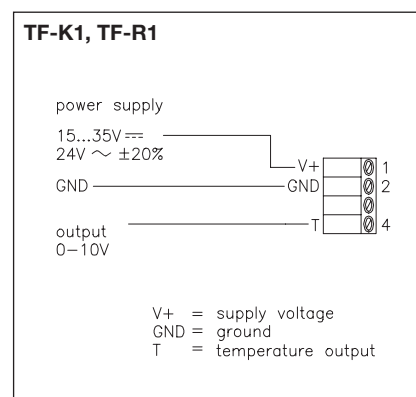 TF-K1, TF-R1
power supply
15...35V⎓
24V ~ ±20%
V+ 1
GND GND 2
T 4
output
0–10V
V+ = supply voltage
GND = ground
T = temperature output